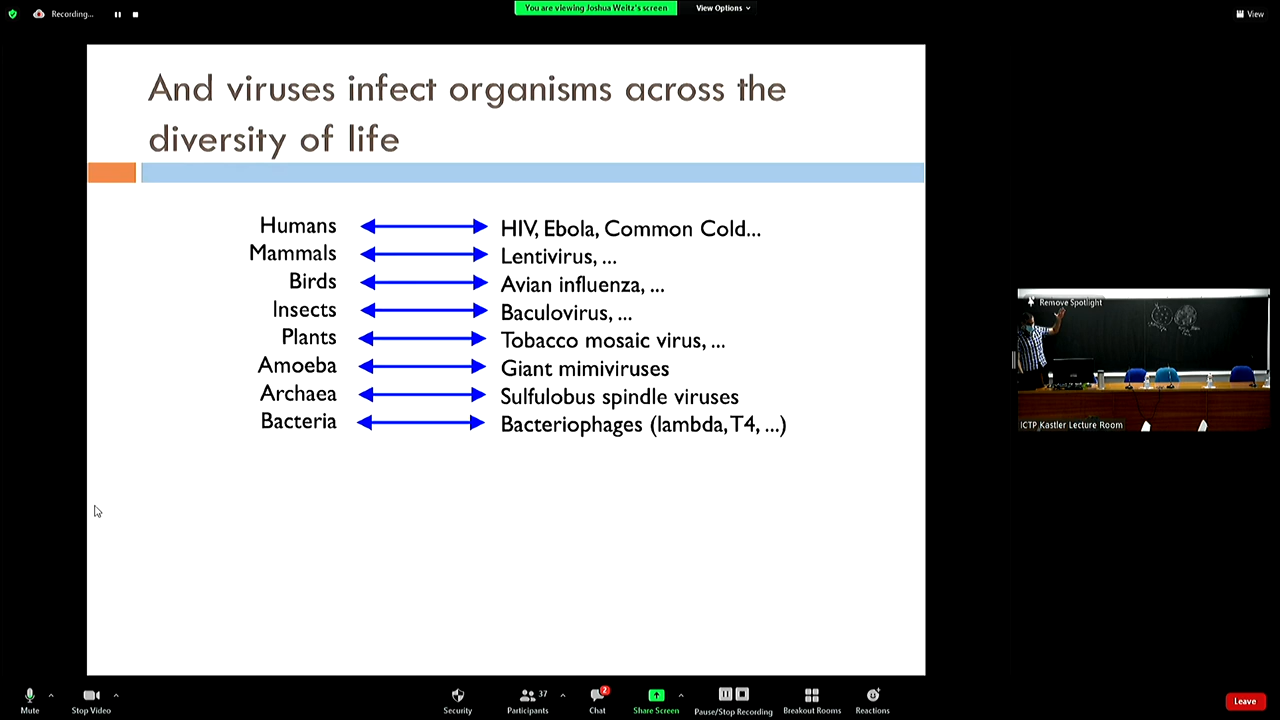 Recording...
You are viewing Joshua Weitz's screen
View Options
View
And viruses infect organisms across the
diversity of life
Humans HIV, Ebola, Common Cold...
Mammals Lentivirus, ...
Birds Avian influenza, ...
Insects Baculovirus, ...
Plants Tobacco mosaic virus, ...
Amoeba Giant mimiviruses
Archaea Sulfulobus spindle viruses
Bacteria Bacteriophages (lambda, T4, ...)
Remove Spotlight
ICTP Kastler Lecture Room
Mute
Stop Video
Security
Participants 37
Chat 2
Share Screen
Pause/Stop Recording
Breakout Rooms
Reactions
Leave